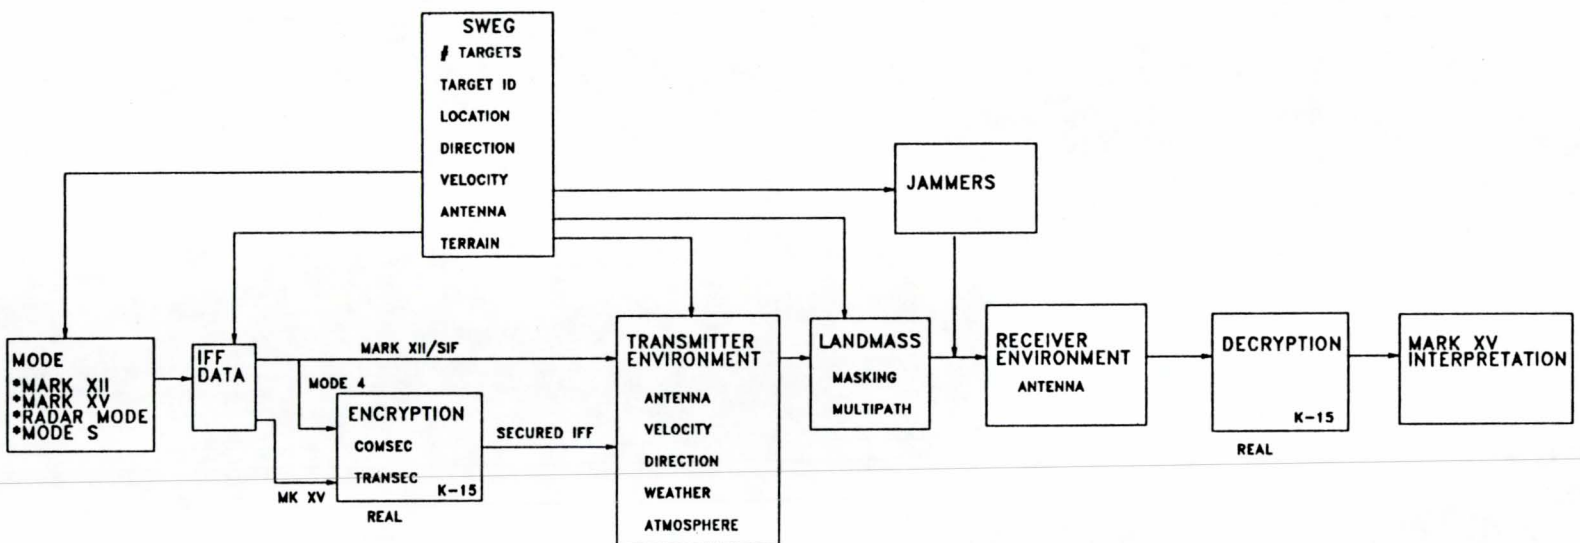 SWEG
# TARGETS
TARGET ID
LOCATION
DIRECTION
VELOCITY
ANTENNA
TERRAIN
JAMMERS
MODE
*MARK XII
*MARK XV
*RADAR MODE
*MODE S
IFF
DATA
MARK XII/SIF
MODE 4
MK XV
ENCRYPTION
COMSEC
TRANSEC
K-15
REAL
SECURED IFF
TRANSMITTER
ENVIRONMENT
ANTENNA
VELOCITY
DIRECTION
WEATHER
ATMOSPHERE
LANDMASS
MASKING
MULTIPATH
RECEIVER
ENVIRONMENT
ANTENNA
DECRYPTION
K-15
REAL
MARK XV
INTERPRETATION